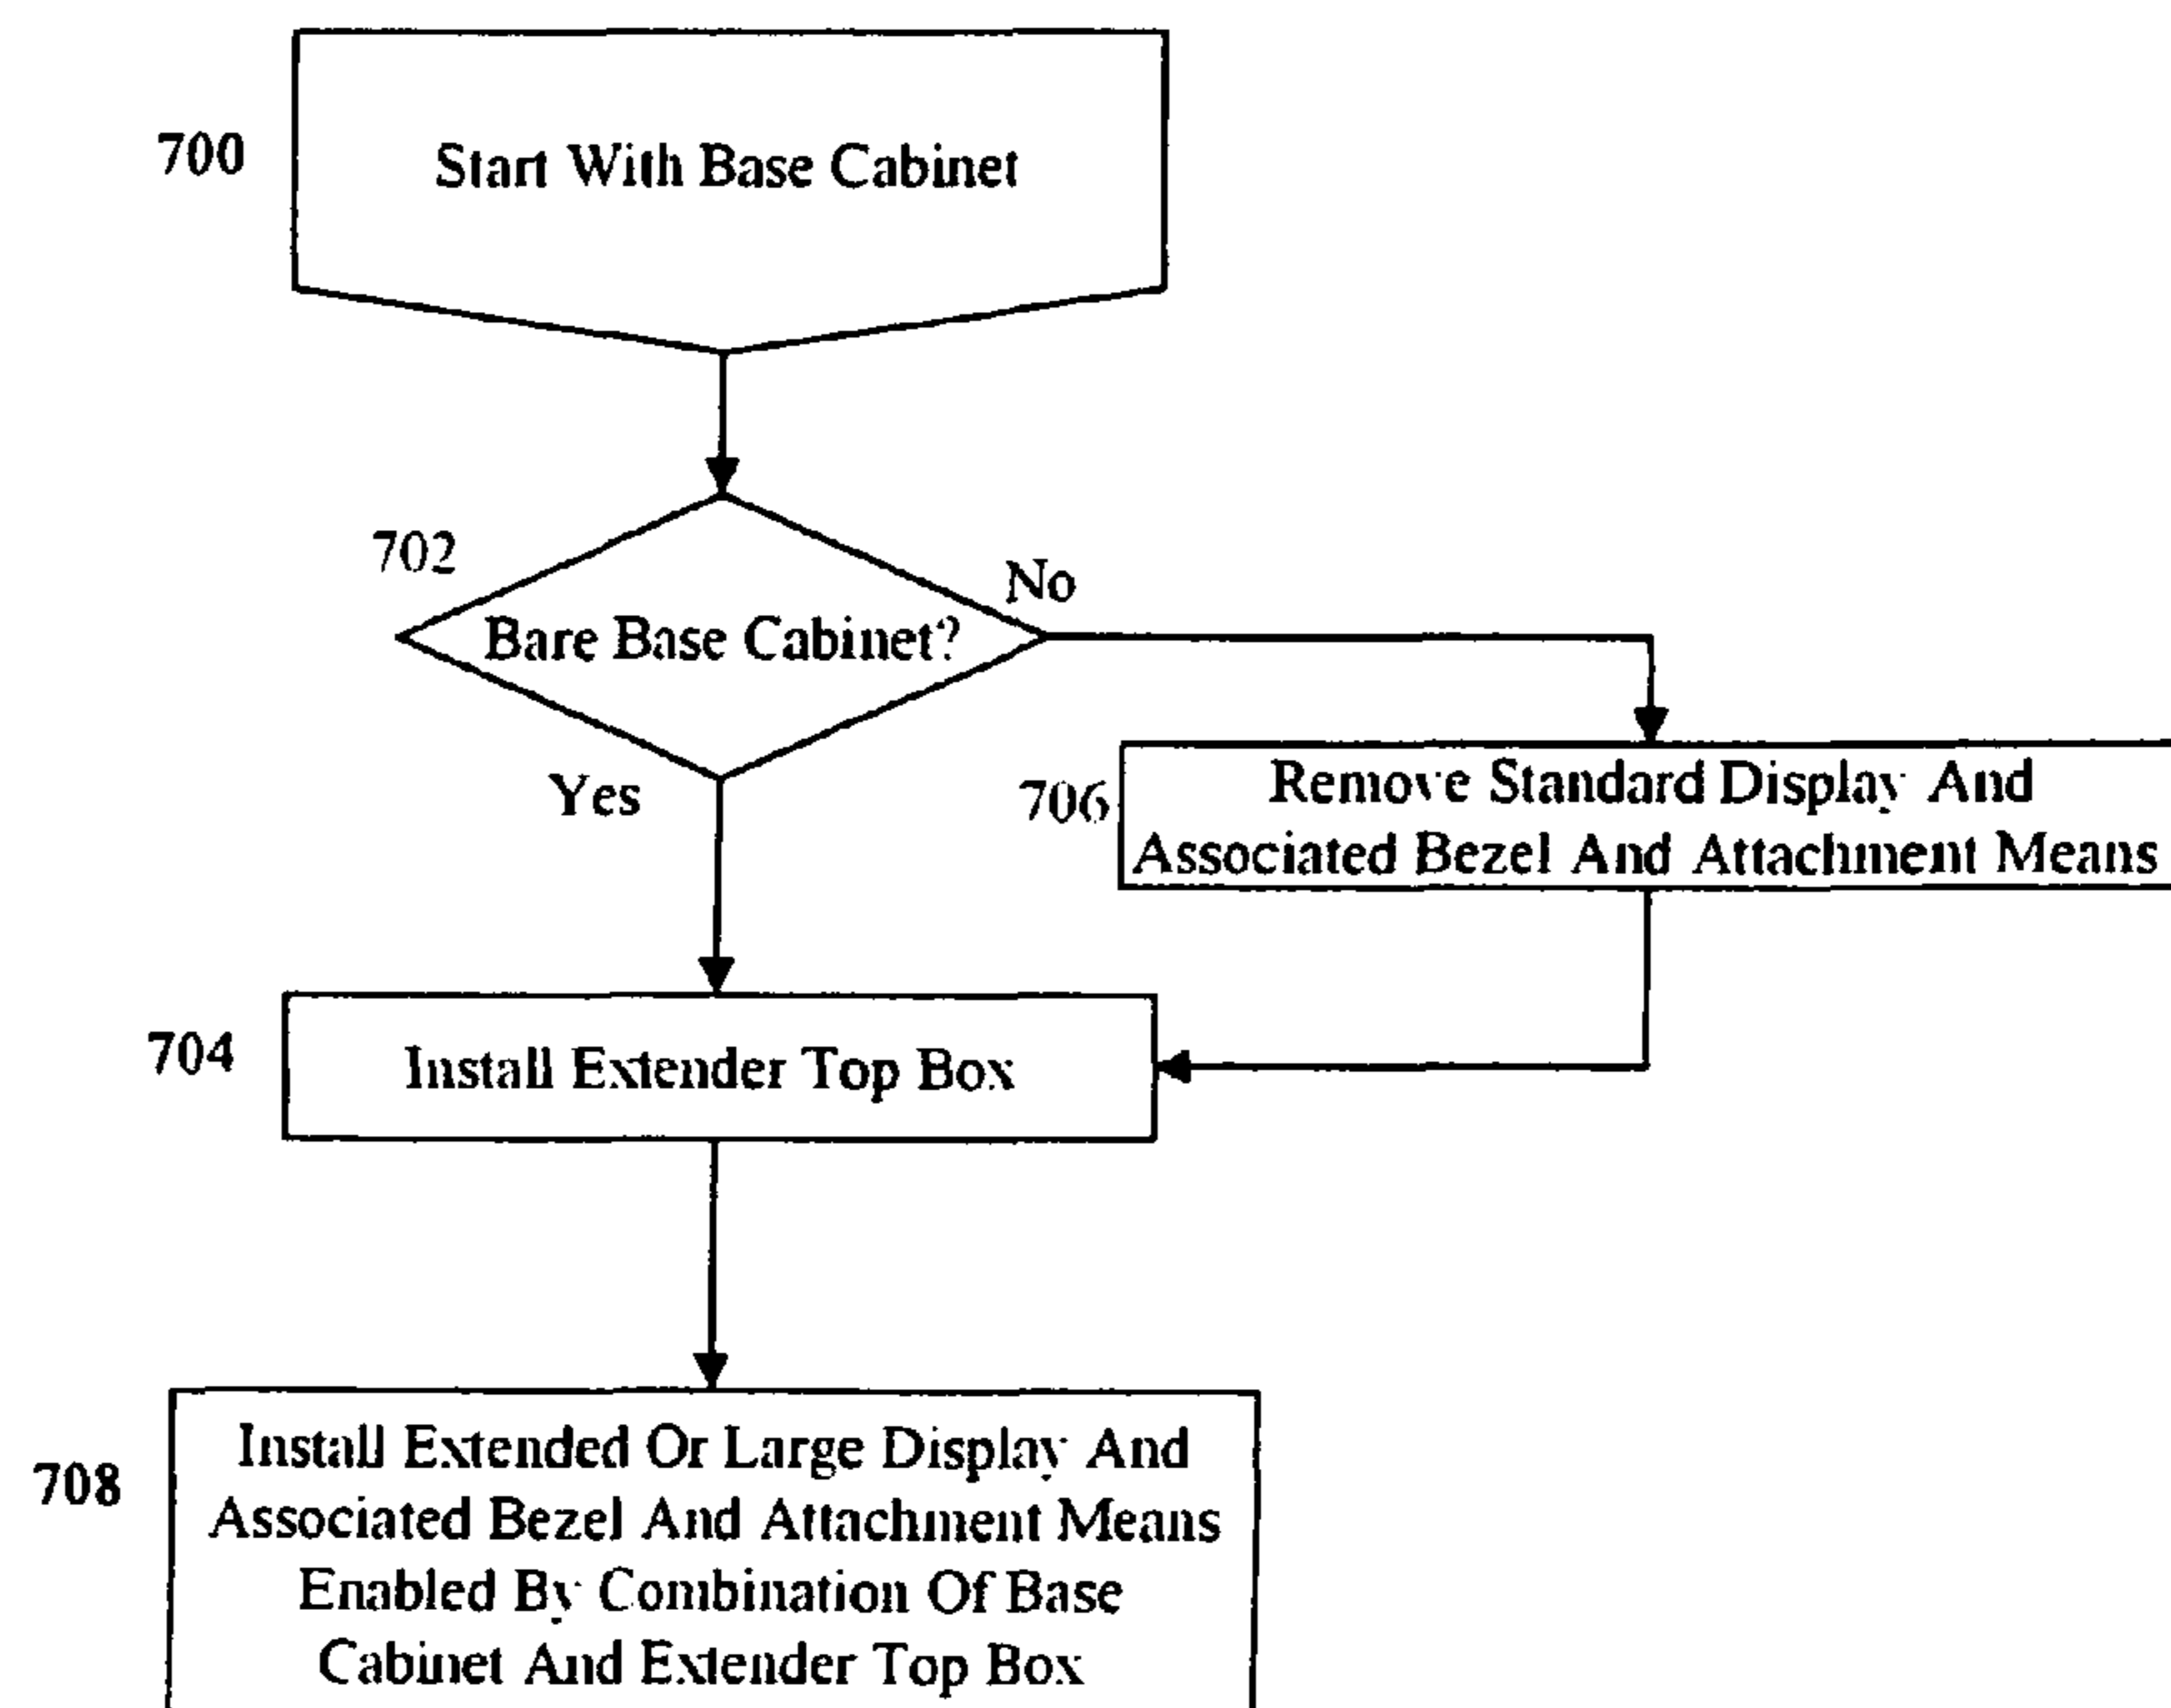 700
Start With Base Cabinet
702
No
Bare Base Cabinet?
Yes
706
Remove Standard Display And
Associated Bezel And Attachment Means
704
Install Extender Top Box
708
Install Extended Or Large Display And
Associated Bezel And Attachment Means
Enabled By Combination Of Base
Cabinet And Extender Top Box